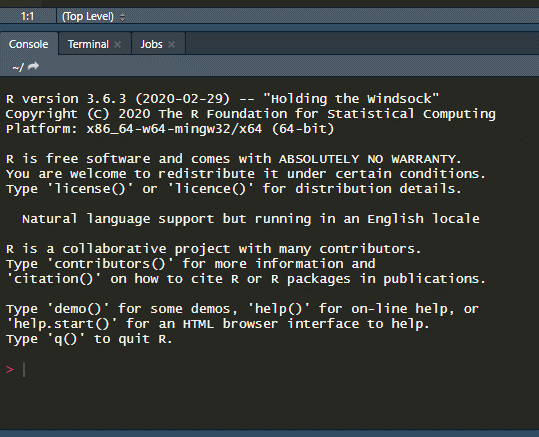 1:1 (Top Level)
Console Terminal Jobs
~/
R version 3.6.3 (2020-02-29) -- "Holding the Windsock"
Copyright (C) 2020 The R Foundation for Statistical Computing
Platform: x86_64-w64-mingw32/x64 (64-bit)
R is free software and comes with ABSOLUTELY NO WARRANTY.
You are welcome to redistribute it under certain conditions.
Type 'license()' or 'licence()' for distribution details.
Natural language support but running in an English locale
R is a collaborative project with many contributors.
Type 'contributors()' for more information and
'citation()' on how to cite R or R packages in publications.
Type 'demo()' for some demos, 'help()' for on-line help, or
'help.start()' for an HTML browser interface to help.
Type 'q()' to quit R.
>